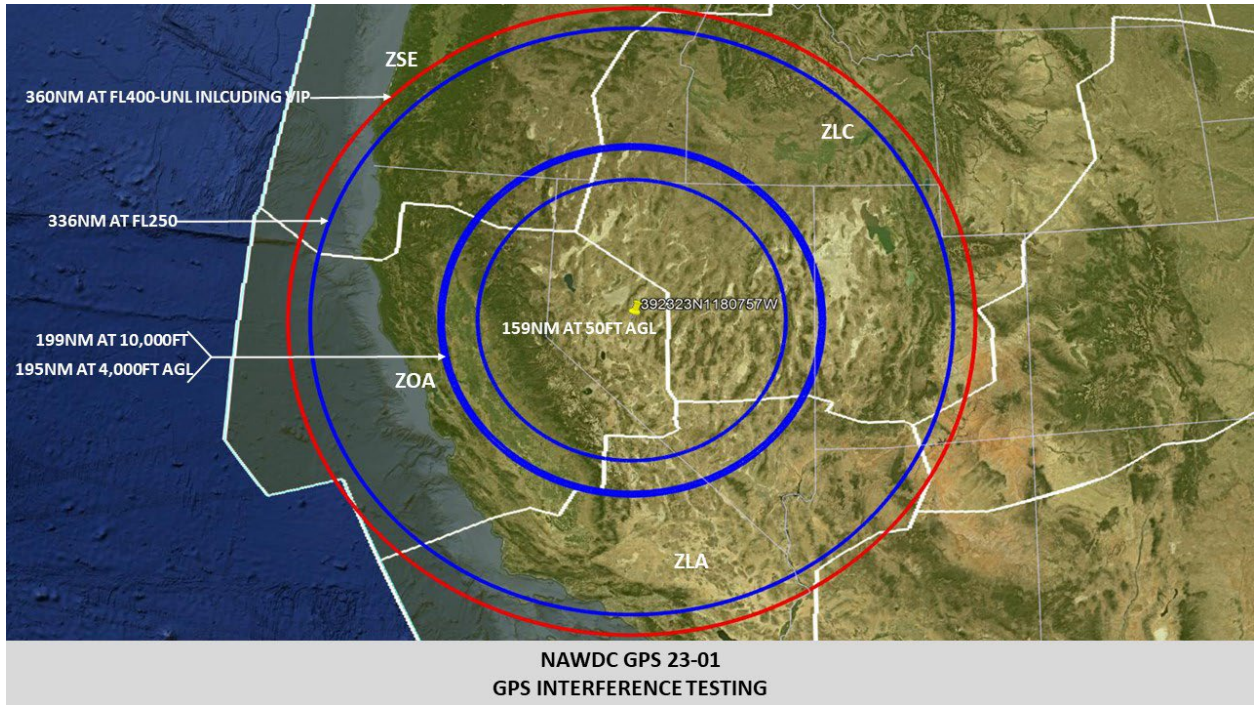 ZSE
360NM AT FL400-UNL INLCUDING VIP
ZLC
336NM AT FL250
392323N1180757W
159NM AT 50FT AGL
199NM AT 10,000FT
195NM AT 4,000FT AGL
ZOA
ZLA
NAWDC GPS 23-01
GPS INTERFERENCE TESTING